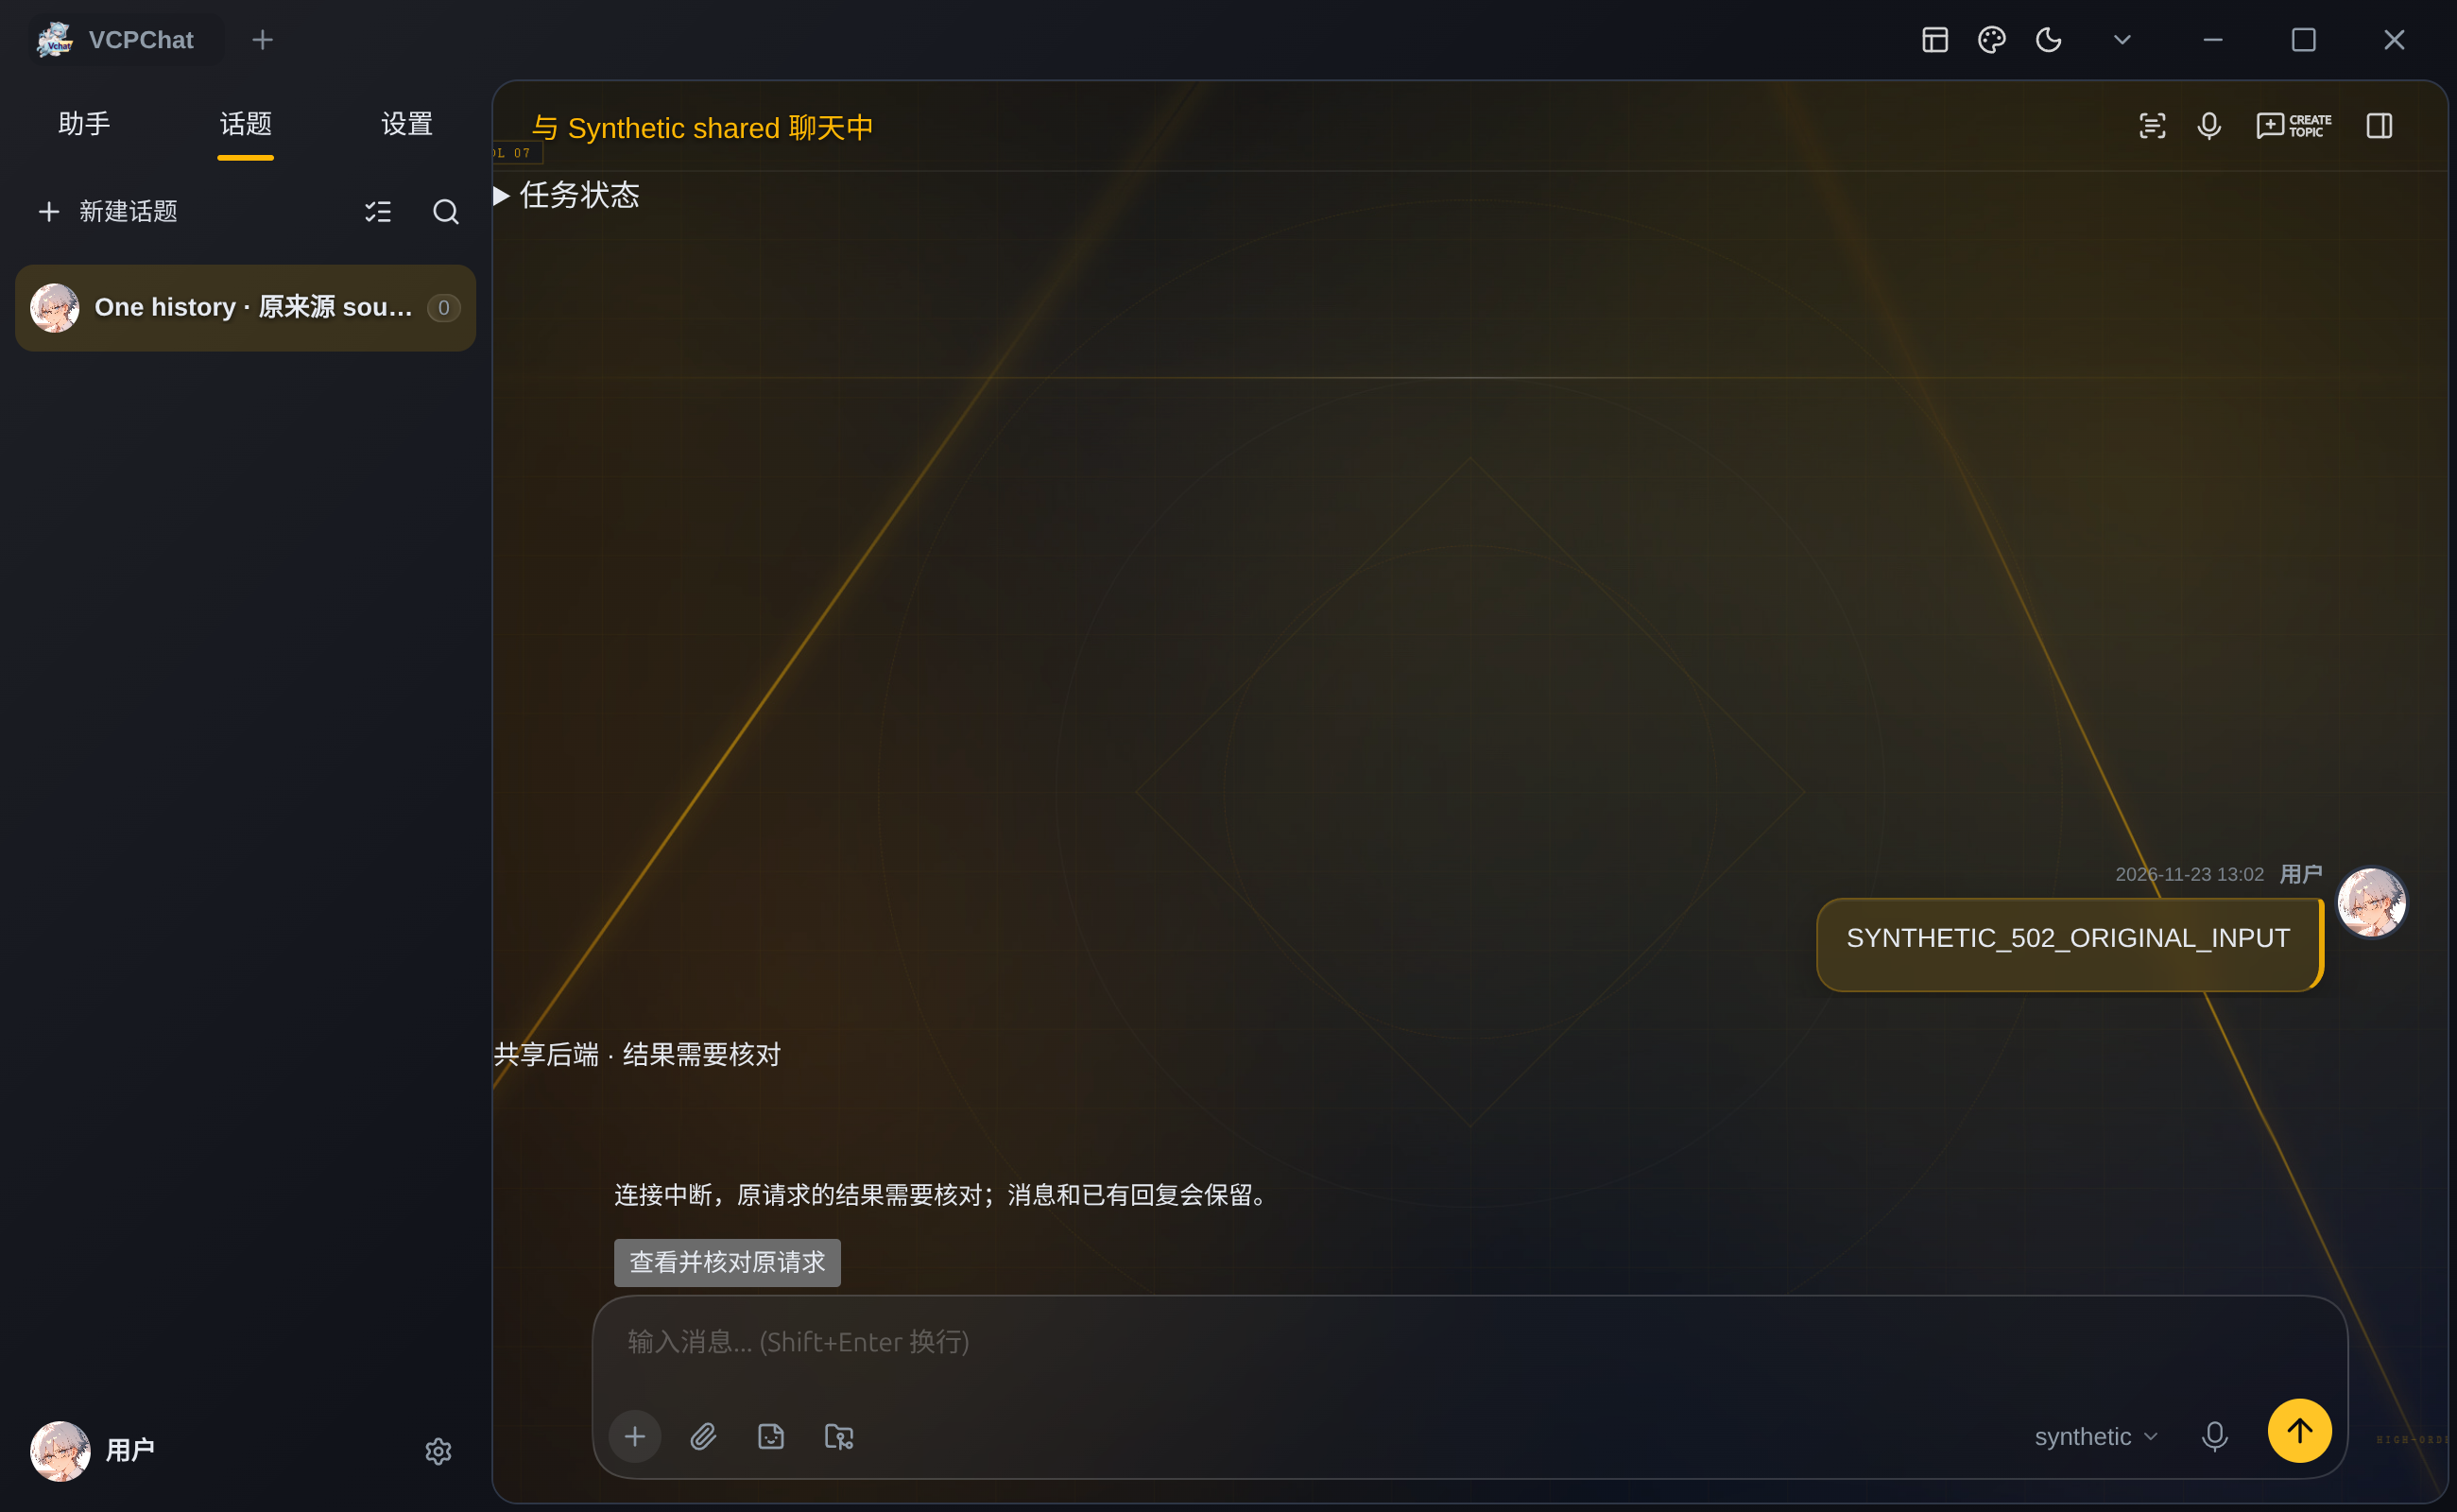 VCPChat
助手
话题
设置
新建话题
One history · 原来源 sou...
0
与 Synthetic shared 聊天中
CREATE
TOPIC
OL 07
任务状态
2026-11-23 13:02 用户
SYNTHETIC_502_ORIGINAL_INPUT
共享后端 · 结果需要核对
连接中断，原请求的结果需要核对；消息和已有回复会保留。
查看并核对原请求
输入消息... (Shift+Enter 换行)
synthetic
用户